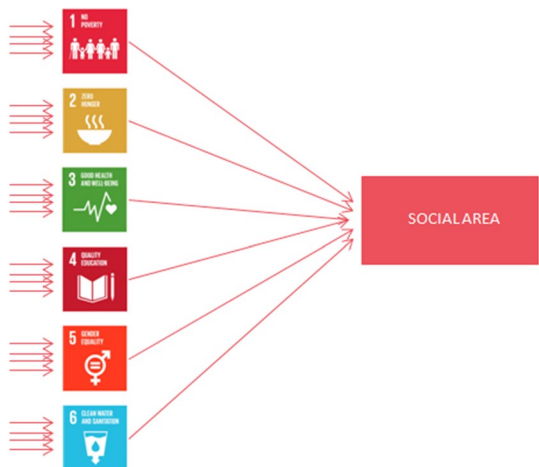 1 NO
POVERTY
2 ZERO
HUNGER
3 GOOD HEALTH
AND WELL-BEING
SOCIAL AREA
4 QUALITY
EDUCATION
5 GENDER
EQUALITY
6 CLEAN WATER
AND SANITATION